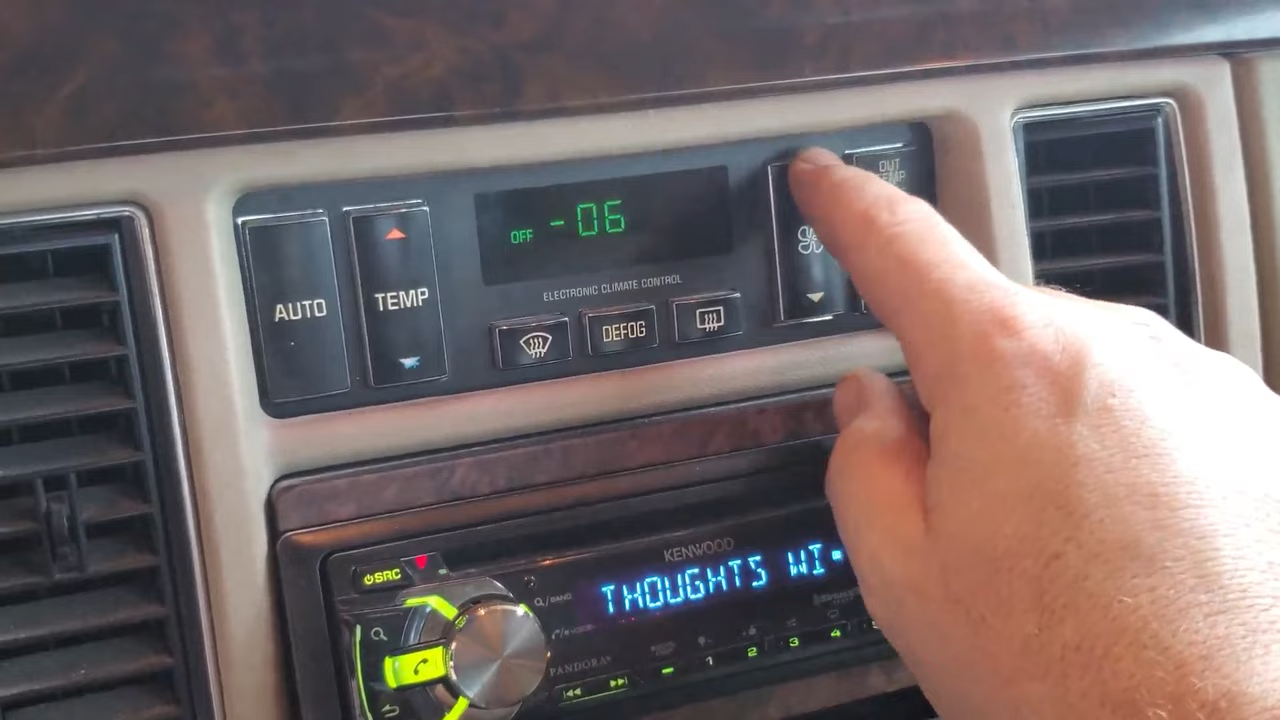 OUT
TEMP
OFF -06
AUTO
TEMP
ELECTRONIC CLIMATE CONTROL
DEFOG
KENWOOD
SRC
THOUGHTS WI
/BAND
PANDORA
1 2 3 4